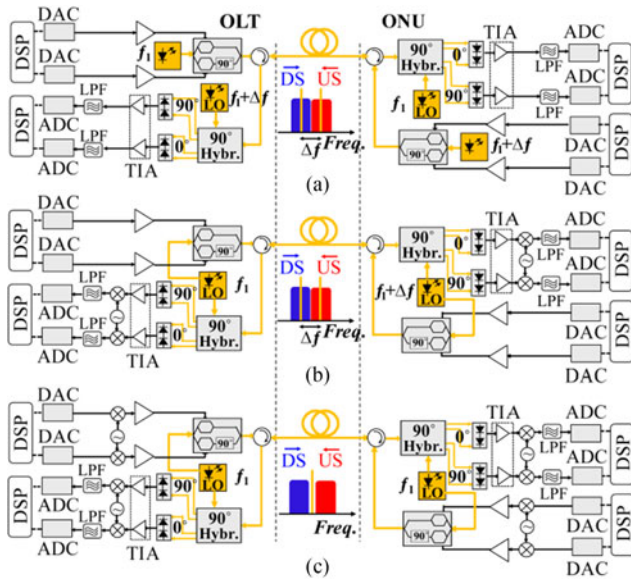 OLT
ONU
DSP
DAC
DAC
f1
90
90°
Hybr.
0°
90°
TIA
LPF
LPF
ADC
ADC
DSP
ADC
LPF
ADC
LPF
TIA
90°
0°
LO
f1+Δf
90°
Hybr.
DS
US
Δf
Freq.
f1
LO
90
f1+Δf
DAC
DAC
DSP
(a)
DSP
DAC
DAC
90
90°
Hybr.
0°
90°
TIA
LPF
LPF
ADC
ADC
DSP
ADC
LPF
ADC
LPF
TIA
90°
0°
LO
f1
90°
Hybr.
DS
US
Δf
Freq.
f1+Δf
LO
90
DAC
DAC
DSP
(b)
DSP
DAC
DAC
90
90°
Hybr.
0°
90°
TIA
LPF
LPF
ADC
ADC
DSP
ADC
LPF
ADC
LPF
TIA
90°
0°
LO
f1
90°
Hybr.
DS
US
Freq.
f1
LO
90
DAC
DAC
DSP
(c)